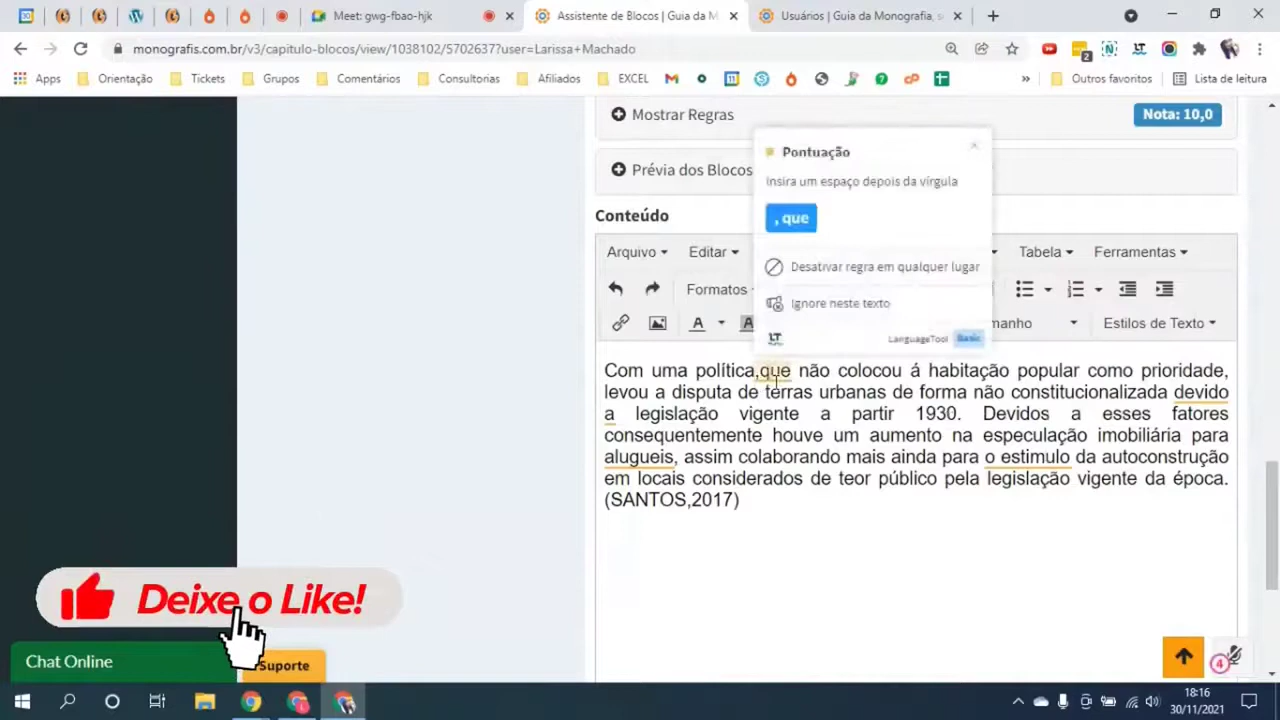 Meet: gwg-fbao-hjk
Assistente de Blocos | Guia da M
Usuários | Guia da Monografia, s
monografis.com.br/v3/capitulo-blocos/view/1038102/5702637?user=Larissa+Machado
Apps Orientação Tickets Grupos Comentários Consultorias Afiliados EXCEL » Outros favoritos Lista de leitura
Mostrar Regras
Nota: 10,0
Prévia dos Blocos
Pontuação
Insira um espaço depois da vírgula
, que
Desativar regra em qualquer lugar
Ignore neste texto
LanguageTool Basic
Conteúdo
Arquivo Editar Tabela Ferramentas
Formatos
manho Estilos de Texto
Com uma política,que não colocou á habitação popular como prioridade,
levou a disputa de terras urbanas de forma não constitucionalizada devido
a legislação vigente a partir 1930. Devidos a esses fatores
consequentemente houve um aumento na especulação imobiliária para
alugueis, assim colaborando mais ainda para o estimulo da autoconstrução
em locais considerados de teor público pela legislação vigente da época.
(SANTOS,2017)
Deixe o Like!
Chat Online
Suporte
4
18:16
30/11/2021